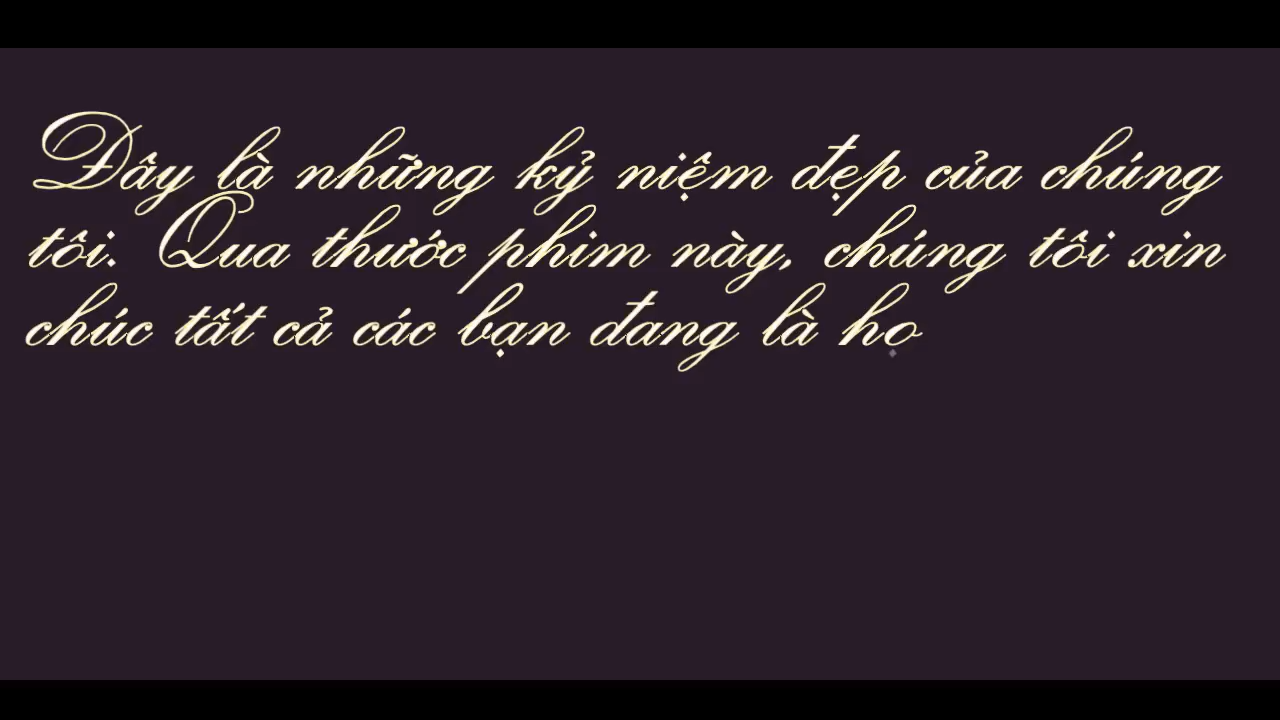 Đây là những kỷ niệm đẹp của chúng
tôi. Qua thước phim này, chúng tôi xin
chúc tất cả các bạn đang là họ